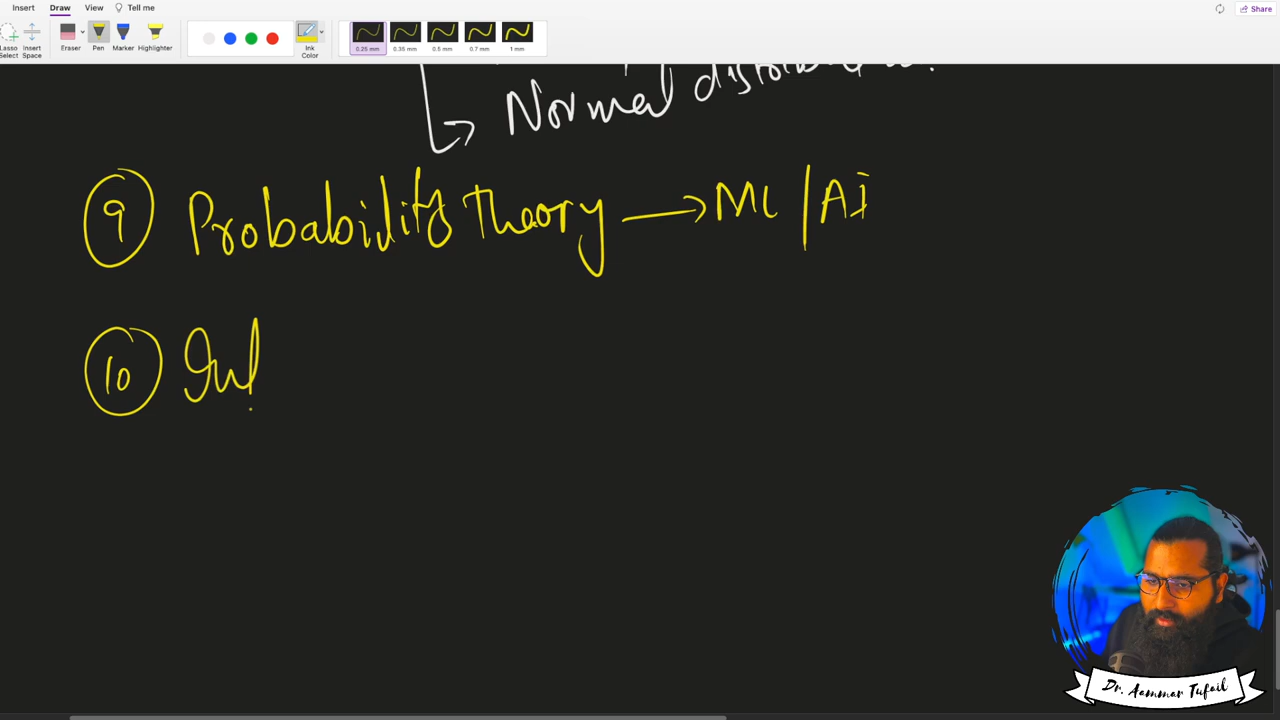 Insert Draw View Tell me Share
Lasso Select Insert Space Eraser Pen Marker Highlighter Ink Color 0.25 mm 0.35 mm 0.5 mm 0.7 mm 1 mm
Normal
9 Probability Theory → ML / AI
10 Inf
Dr. Aammar Tufail